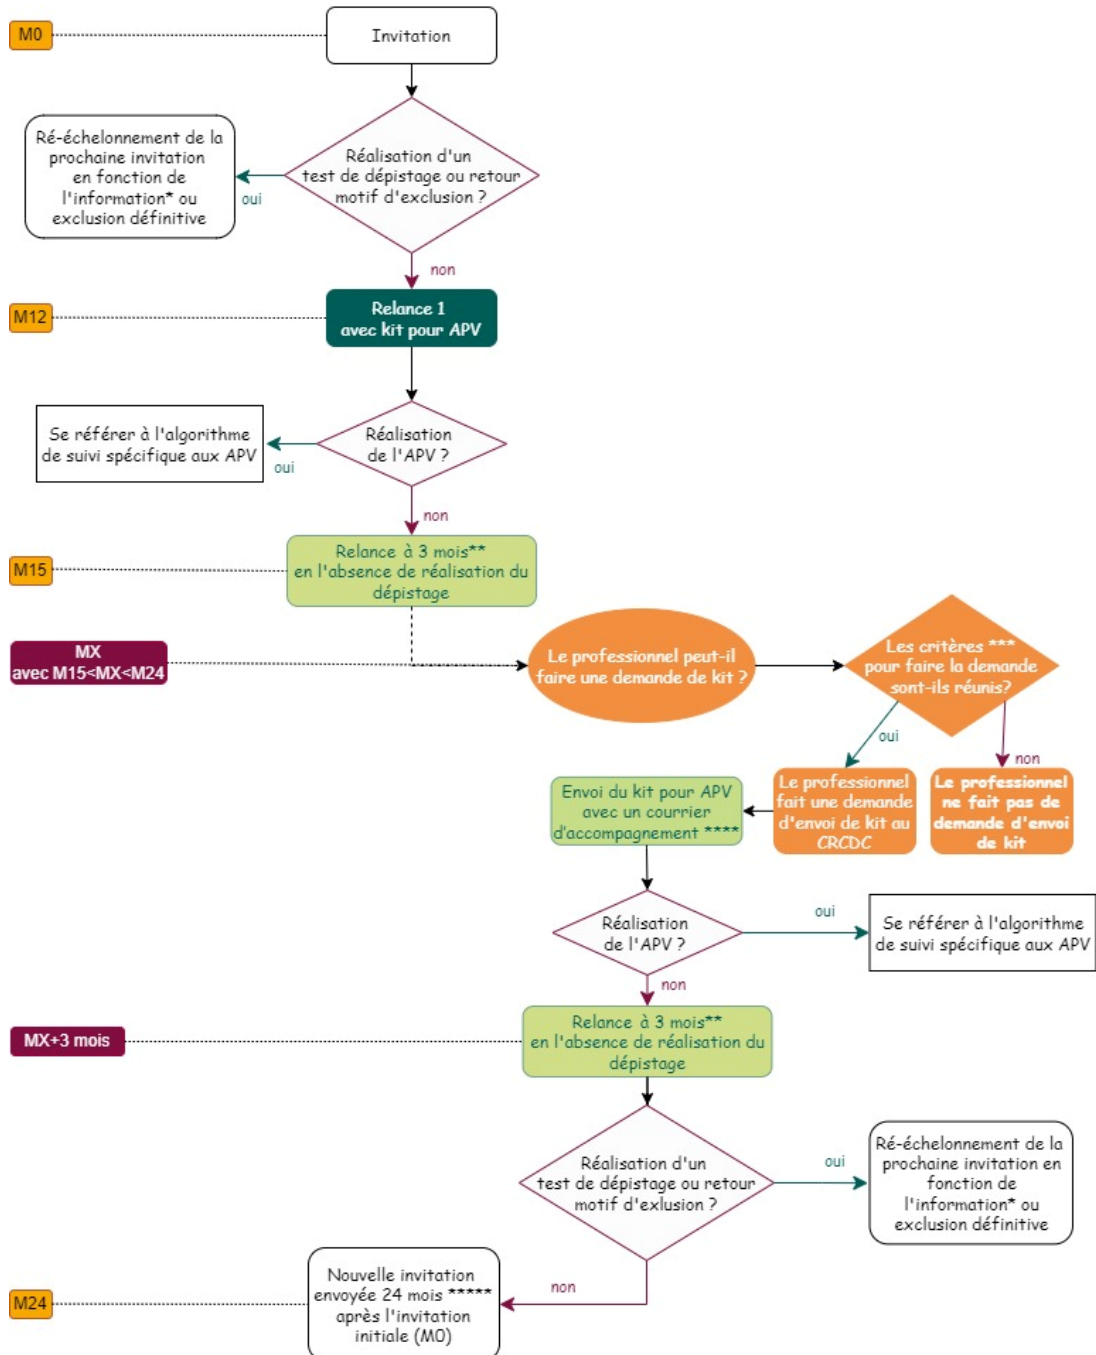 M0
Invitation
Ré-échelonnement de la
prochaine invitation
en fonction de
l'information* ou
exclusion définitive
Réalisation d'un
test de dépistage ou retour
motif d'exclusion ?
oui
non
M12
Relance 1
avec kit pour APV
Se référer à l'algorithme
de suivi spécifique aux APV
Réalisation
de l'APV ?
oui
non
M15
Relance à 3 mois**
en l'absence de réalisation du
dépistage
MX
avec M15<MX<M24
Le professionnel peut-il
faire une demande de kit ?
Les critères ***
pour faire la demande
sont-ils réunis?
oui
non
Envoi du kit pour APV
avec un courrier
d'accompagnement ****
Le professionnel
fait une demande
d'envoi de kit au
CRCDC
Le professionnel
ne fait pas de
demande d'envoi
de kit
Réalisation
de l'APV ?
oui
Se référer à l'algorithme
de suivi spécifique aux APV
non
MX+3 mois
Relance à 3 mois**
en l'absence de réalisation du
dépistage
Réalisation d'un
test de dépistage ou retour
motif d'exlusion ?
oui
Ré-échelonnement de la
prochaine invitation en
fonction de
l'information* ou
exclusion définitive
non
M24
Nouvelle invitation
envoyée 24 mois *****
après l'invitation
initiale (M0)